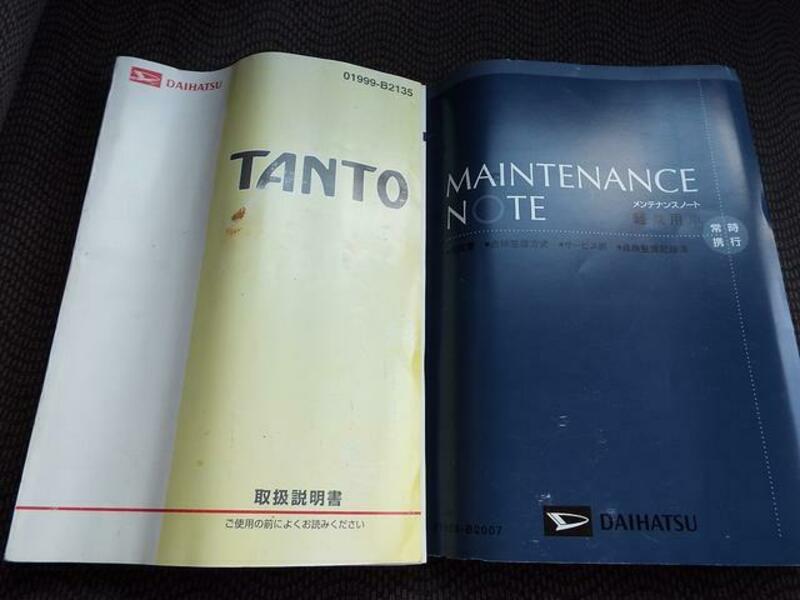 DAIHATSU
01999-B2135
TANTO
取扱説明書
ご使用の前によくお読みください
MAINTENANCE
NOTE
メンテナンスノート
常時
携行
DAIHATSU